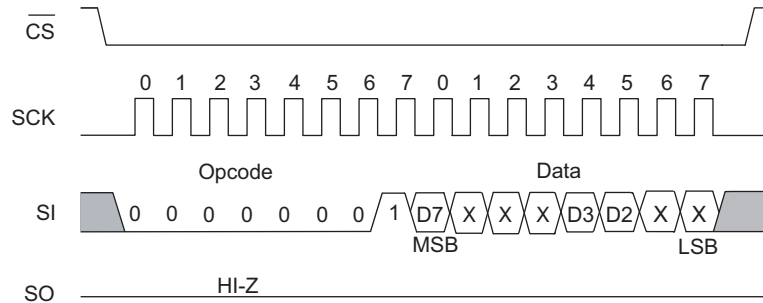 CS
0 1 2 3 4 5 6 7 0 1 2 3 4 5 6 7
SCK
Opcode Data
SI 0 0 0 0 0 0 0 1 D7 X X X D3 D2 X X
MSB LSB
HI-Z
SO